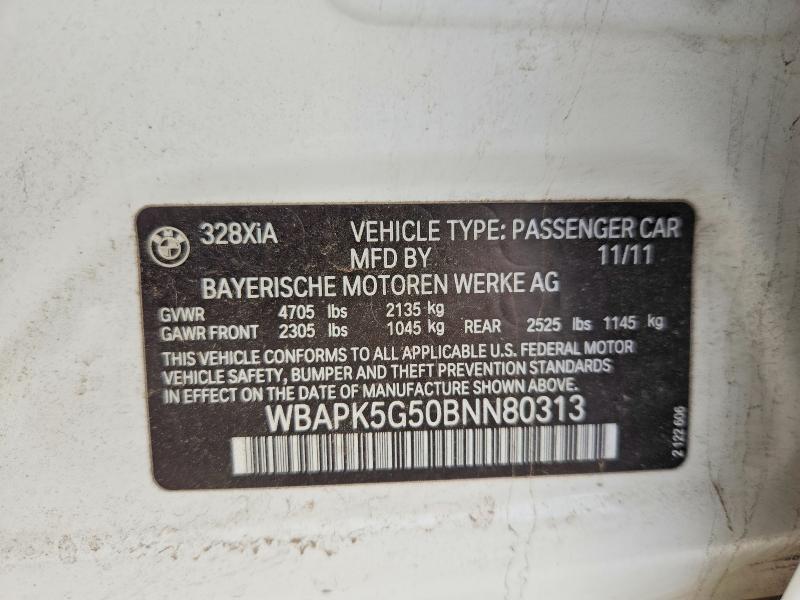 328XiA VEHICLE TYPE: PASSENGER CAR
MFD BY 11/11
BAYERISCHE MOTOREN WERKE AG
GVWR 4705 lbs 2135 kg
GAWR FRONT 2305 lbs 1045 kg REAR 2525 lbs 1145 kg
THIS VEHICLE CONFORMS TO ALL APPLICABLE U.S. FEDERAL MOTOR
VEHICLE SAFETY, BUMPER AND THEFT PREVENTION STANDARDS
IN EFFECT ON THE DATE OF MANUFACTURE SHOWN ABOVE.
WBAPK5G50BNN80313
2 122 606